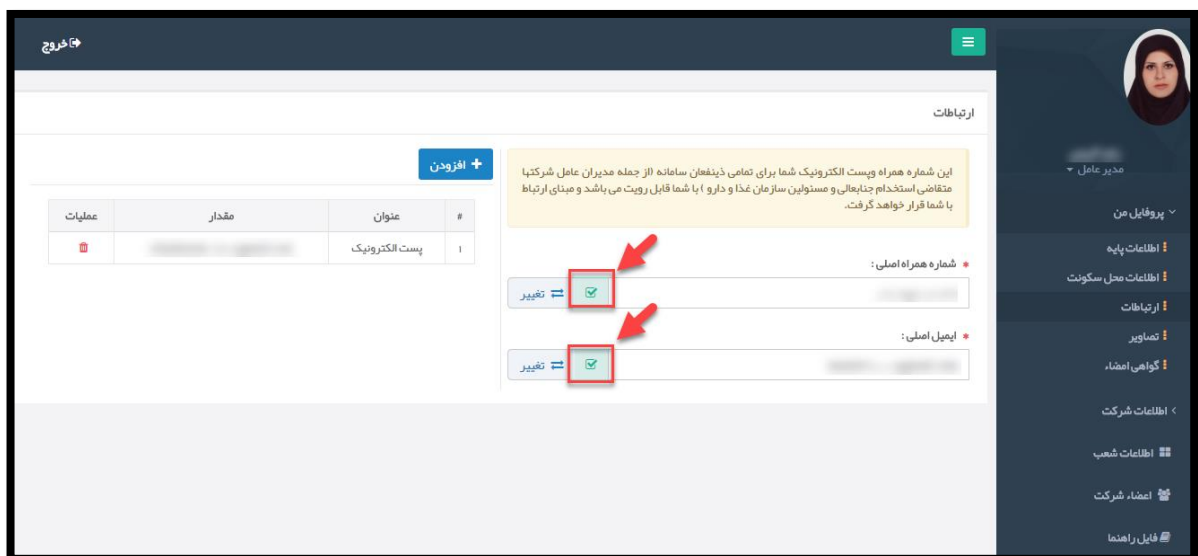 خروج
ارتباطات
این شماره همراه وپست الکترونیک شما برای تمامی ذینفعان سامانه (از جمله مدیران عامل شرکتها
متقاضی استخدام جنابعالی و مسئولین سازمان غذا و دارو ) با شما قابل رویت می باشد و مبنای ارتباط
با شما قرار خواهد گرفت.
* شماره همراه اصلی :
تغییر
* ایمیل اصلی :
تغییر
+ افزودن
# عنوان مقدار عملیات
۱ پست الکترونیک
مدیر عامل
پروفایل من
اطلاعات پایه
اطلاعات محل سکونت
ارتباطات
تصاویر
گواهی امضاء
اطلاعات شرکت
اطلاعات شعب
اعضاء شرکت
فایل راهنما